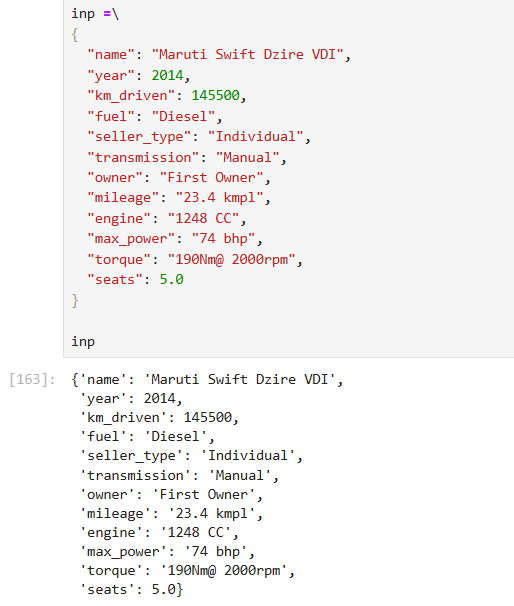 inp =\
{
  "name": "Maruti Swift Dzire VDI",
  "year": 2014,
  "km_driven": 145500,
  "fuel": "Diesel",
  "seller_type": "Individual",
  "transmission": "Manual",
  "owner": "First Owner",
  "mileage": "23.4 kmpl",
  "engine": "1248 CC",
  "max_power": "74 bhp",
  "torque": "190Nm@ 2000rpm",
  "seats": 5.0
}

inp
[163]: {'name': 'Maruti Swift Dzire VDI',
 'year': 2014,
 'km_driven': 145500,
 'fuel': 'Diesel',
 'seller_type': 'Individual',
 'transmission': 'Manual',
 'owner': 'First Owner',
 'mileage': '23.4 kmpl',
 'engine': '1248 CC',
 'max_power': '74 bhp',
 'torque': '190Nm@ 2000rpm',
 'seats': 5.0}